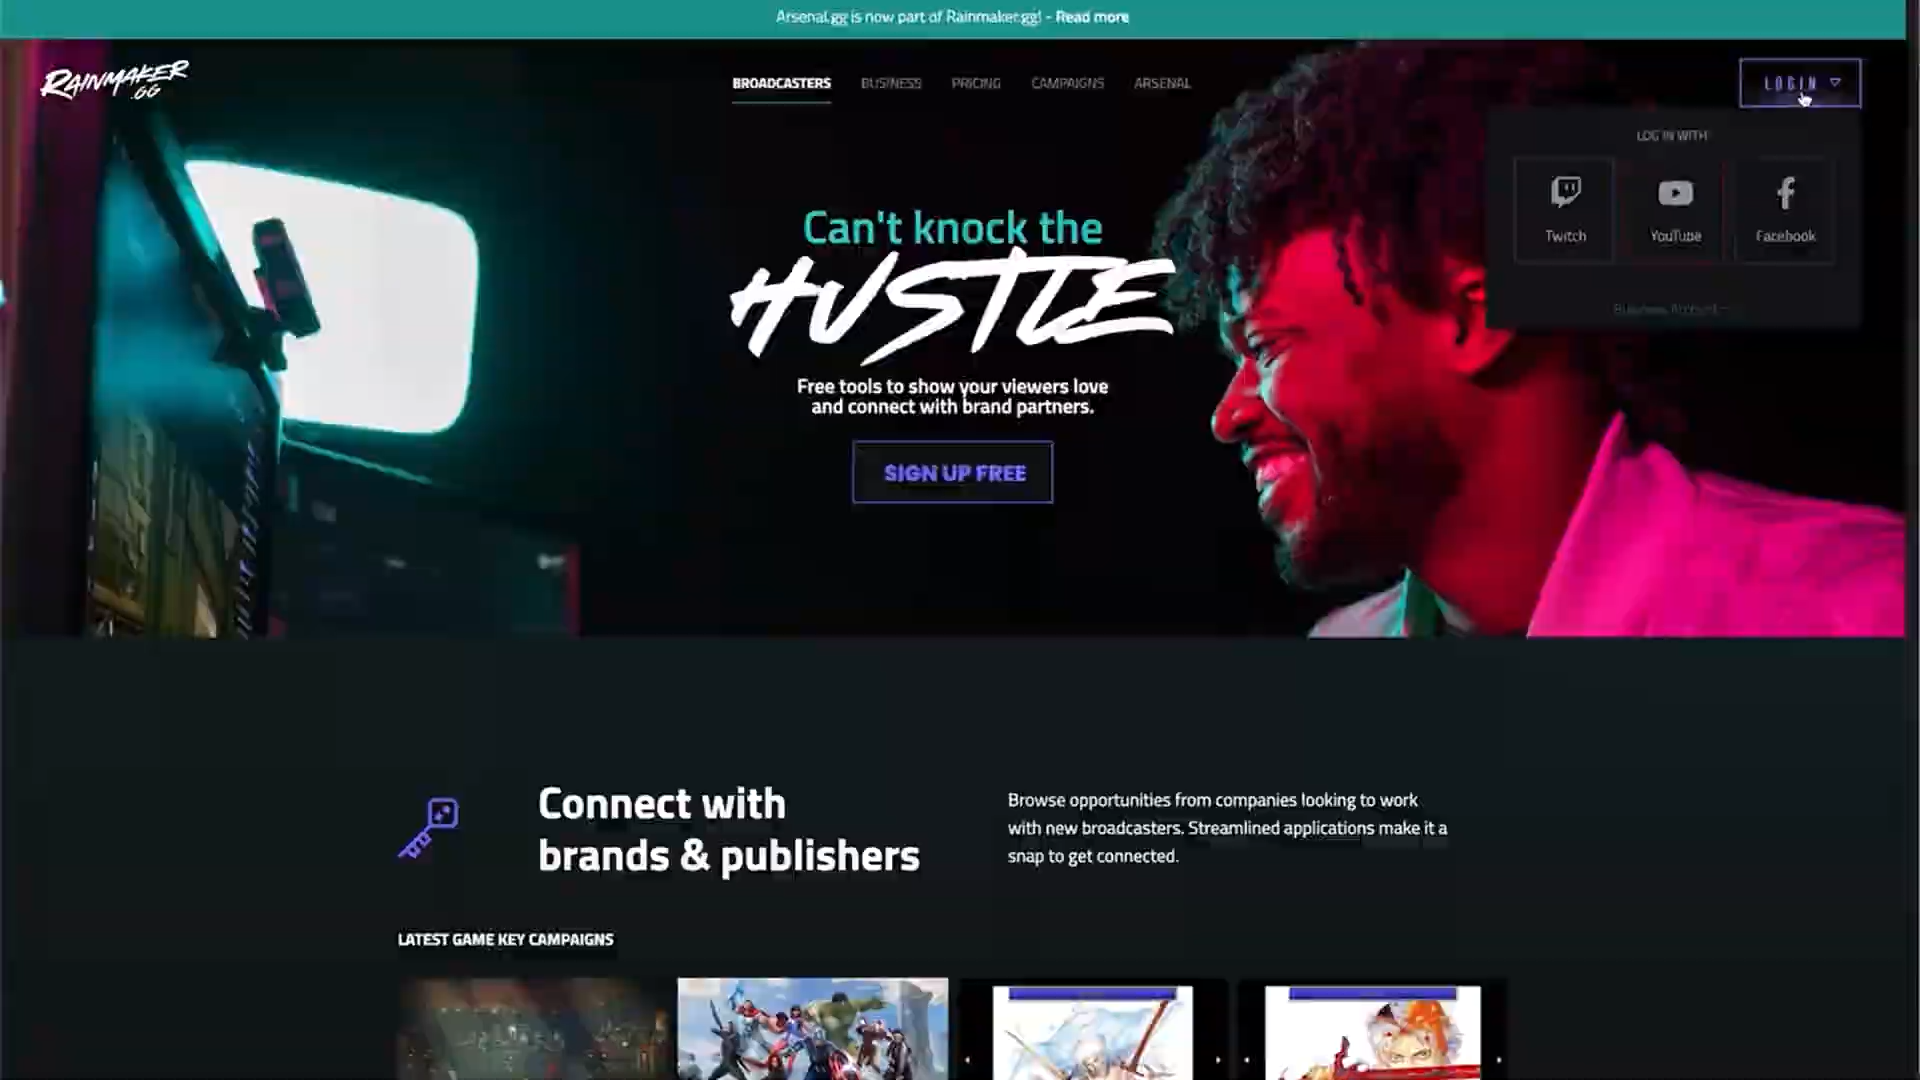 Arsenal.gg is now part of Rainmaker.gg! - Read more
RAINMAKER
.GG
BROADCASTERS
BUSINESS
PRICING
CAMPAIGNS
ARSENAL
LOGIN
LOG IN WITH
Twitch
YouTube
Facebook
Business Account
Can't knock the
HUSTLE
Free tools to show your viewers love
and connect with brand partners.
SIGN UP FREE
Connect with
brands & publishers
Browse opportunities from companies looking to work
with new broadcasters. Streamlined applications make it a
snap to get connected.
LATEST GAME KEY CAMPAIGNS